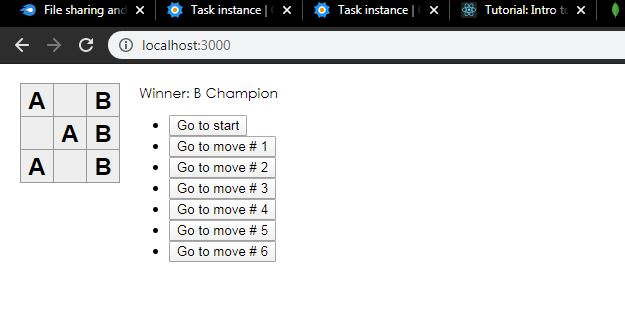 File sharing and
Task instance |
Task instance |
Tutorial: Intro to
localhost:3000
A B
A B
A B
Winner: B Champion
Go to start
Go to move # 1
Go to move # 2
Go to move # 3
Go to move # 4
Go to move # 5
Go to move # 6